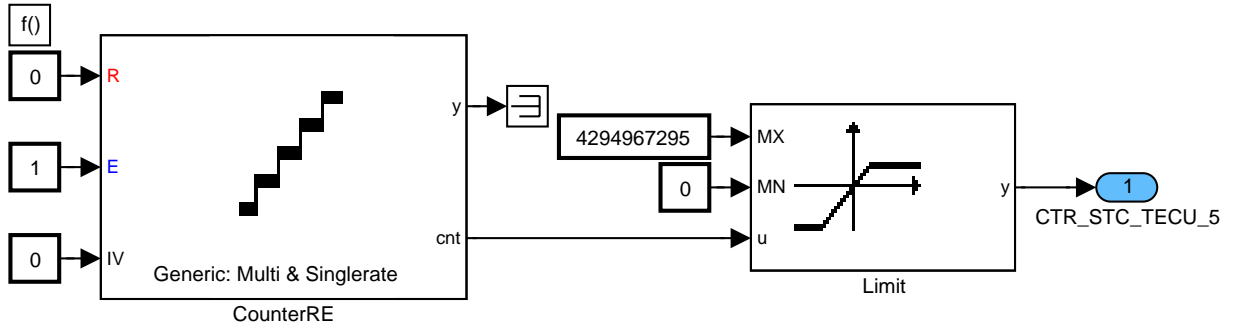 f()
0
R
1
E
0
IV
y
cnt
Generic: Multi & Singlerate
CounterRE
4294967295
MX
0
MN
u
y
Limit
1
CTR_STC_TECU_5